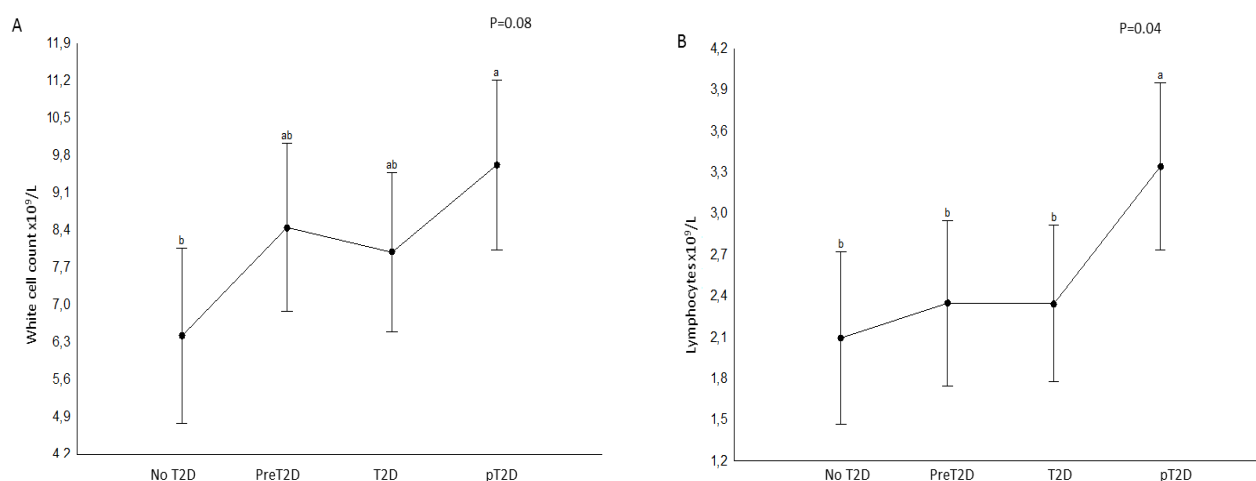 A
P=0.08
White cell count x10⁹/L
11,9
11,2
10,5
9,8
9,1
8,4
7,7
7,0
6,3
5,6
4,9
4,2
b
ab
ab
a
No T2D PreT2D T2D pT2D
B
P=0.04
Lymphocytes x10⁹/L
4,2
3,9
3,6
3,3
3,0
2,7
2,4
2,1
1,8
1,5
1,2
b
b
b
a
No T2D PreT2D T2D pT2D